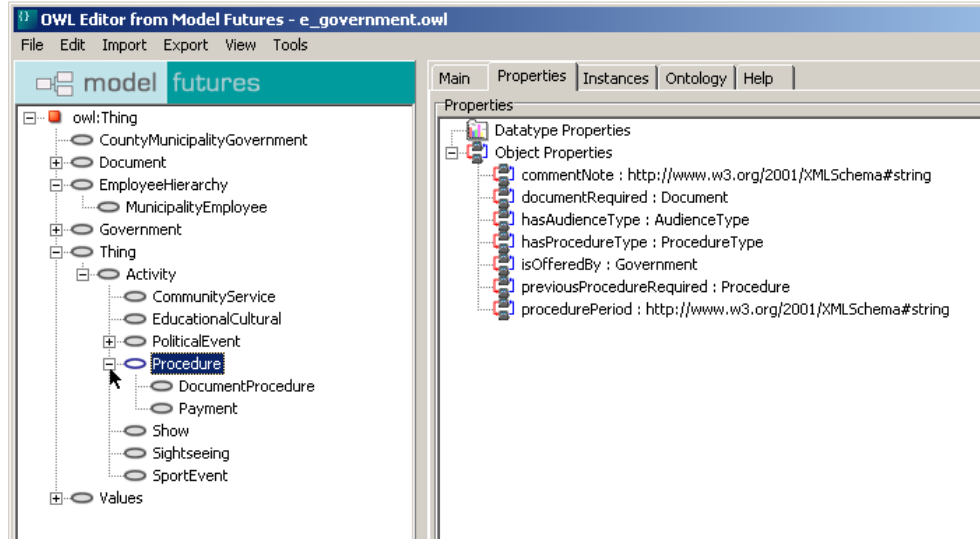 OWL Editor from Model Futures - e_government.owl
File Edit Import Export View Tools
model futures
owl:Thing
CountyMunicipalityGovernment
Document
EmployeeHierarchy
MunicipalityEmployee
Government
Thing
Activity
CommunityService
EducationalCultural
PoliticalEvent
Procedure
DocumentProcedure
Payment
Show
Sightseeing
SportEvent
Values
Main Properties Instances Ontology Help
Properties
Datatype Properties
Object Properties
commentNote : http://www.w3.org/2001/XMLSchema#string
documentRequired : Document
hasAudienceType : AudienceType
hasProcedureType : ProcedureType
isOfferedBy : Government
previousProcedureRequired : Procedure
procedurePeriod : http://www.w3.org/2001/XMLSchema#string